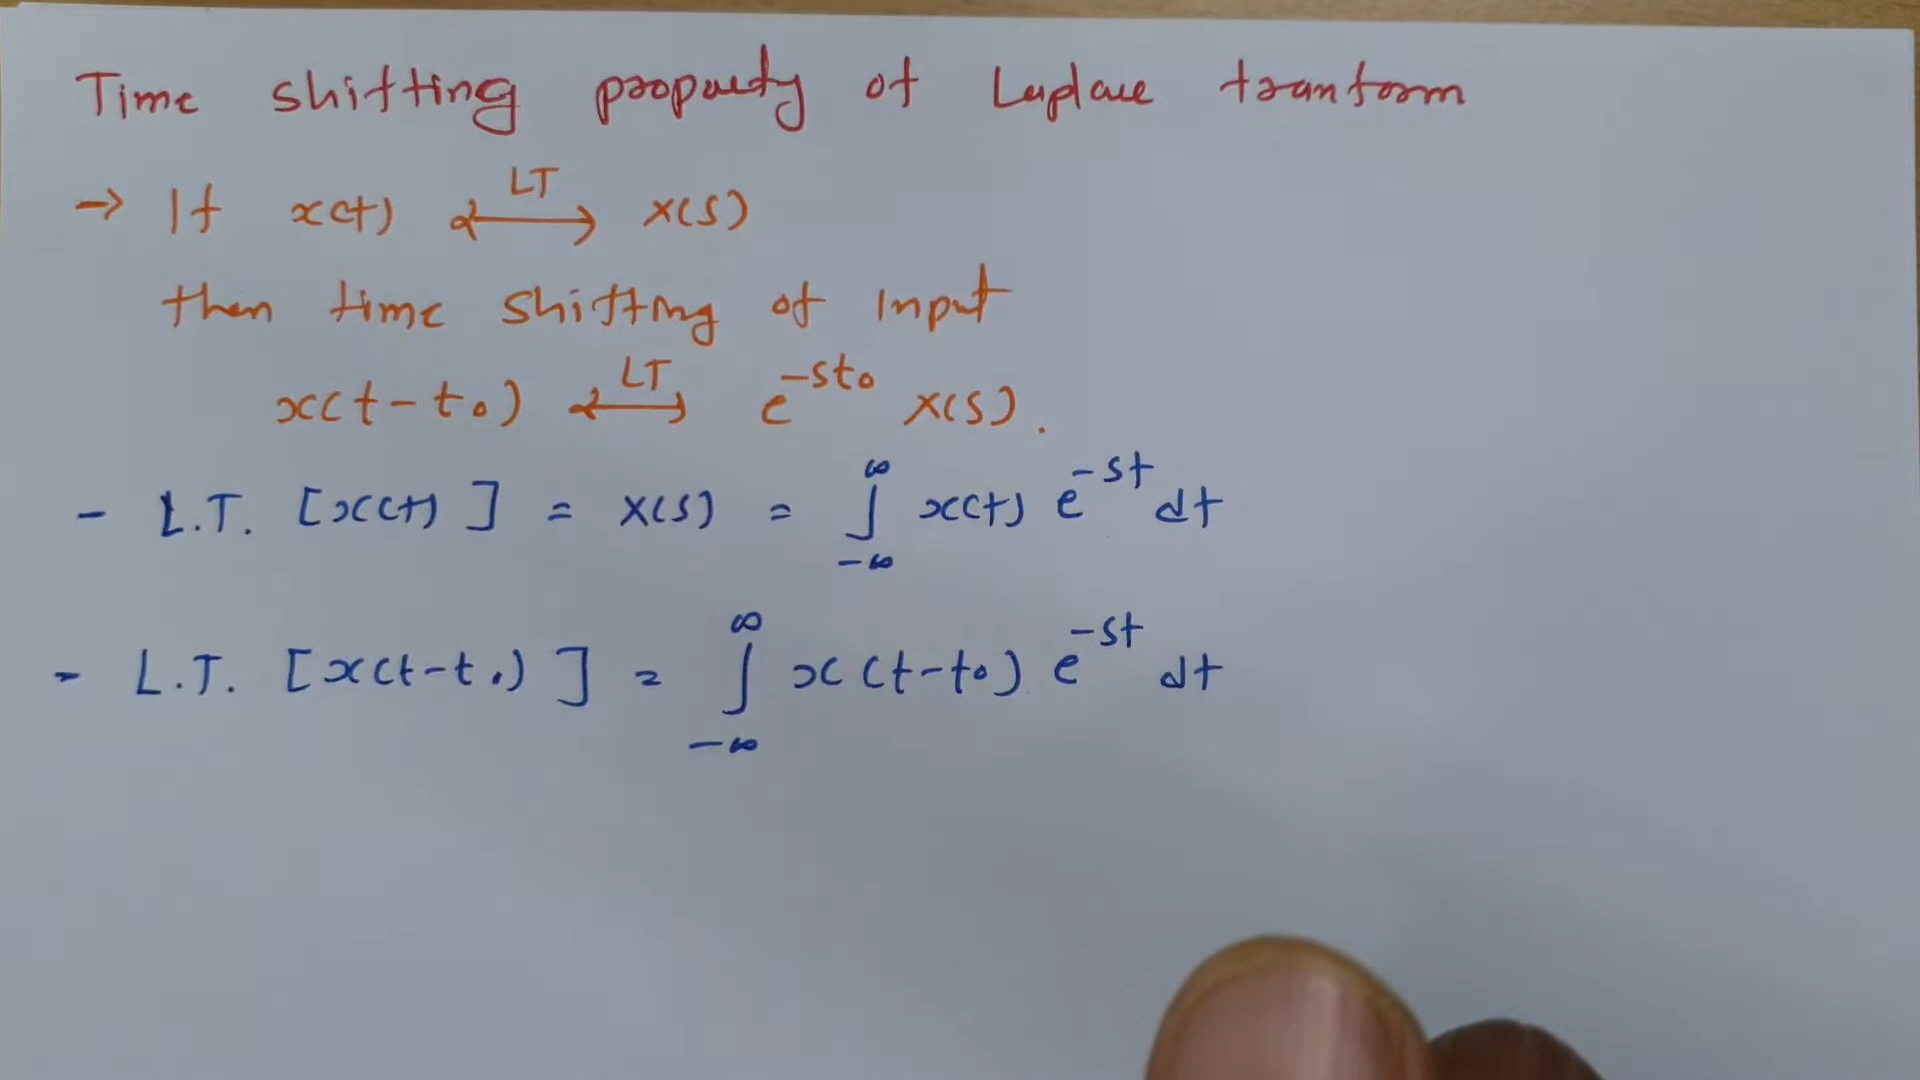 Time shifting property of Laplace tranform
→ If x(t) ⟷ LT X(s)
then time shifting of input
x(t-t₀) ⟷ LT e^{-st₀} X(s).
- L.T. [x(t)] = X(s) = ∫_{-∞}^{∞} x(t) e^{-st} dt
- L.T. [x(t-t₀)] = ∫_{-∞}^{∞} x(t-t₀) e^{-st} dt